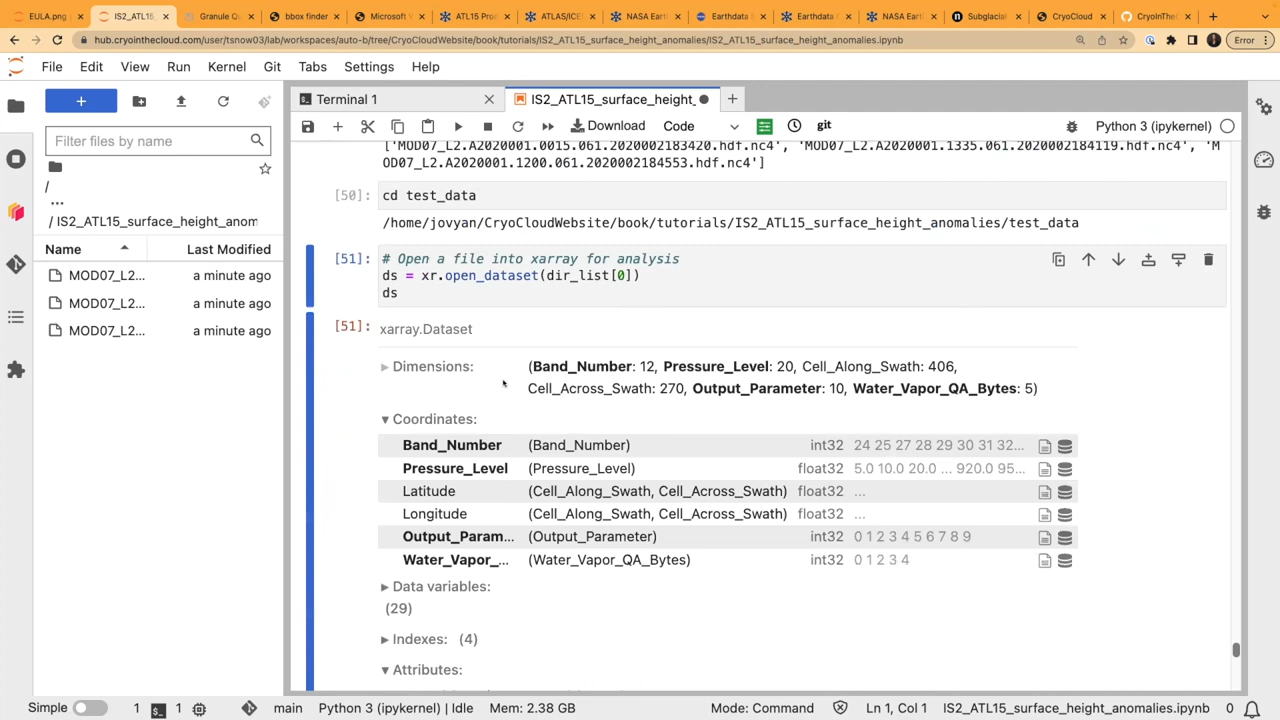 EULA.png
IS2_ATL15_
Granule Qu
bbox finder
Microsoft
ATL15 Pro
ATLAS/ICE
NASA Eart
Earthdata
Earthdata
NASA Eart
Subglacial
CryoCloud
CryoInThe
hub.cryointhecloud.com/user/tsnow03/lab/workspaces/auto-b/tree/CryoCloudWebsite/book/tutorials/IS2_ATL15_surface_height_anomalies/IS2_ATL15_surface_height_anomalies.ipynb
Error
File Edit View Run Kernel Git Tabs Settings Help
Terminal 1
IS2_ATL15_surface_height_
Download Code git Python 3 (ipykernel)
Filter files by name
/
...
/ IS2_ATL15_surface_height_anom
Name Last Modified
MOD07_L2... a minute ago
MOD07_L2... a minute ago
MOD07_L2... a minute ago
['MOD07_L2.A2020001.0015.061.2020002183420.hdf.nc4', 'MOD07_L2.A2020001.1335.061.2020002184119.hdf.nc4', 'M
OD07_L2.A2020001.1200.061.2020002184553.hdf.nc4']
[50]: cd test_data
/home/jovyan/CryoCloudWebsite/book/tutorials/IS2_ATL15_surface_height_anomalies/test_data
[51]: # Open a file into xarray for analysis
ds = xr.open_dataset(dir_list[0])
ds
[51]: xarray.Dataset
Dimensions: (Band_Number: 12, Pressure_Level: 20, Cell_Along_Swath: 406,
Cell_Across_Swath: 270, Output_Parameter: 10, Water_Vapor_QA_Bytes: 5)
Coordinates:
Band_Number (Band_Number) int32 24 25 27 28 29 30 31 32...
Pressure_Level (Pressure_Level) float32 5.0 10.0 20.0 ... 920.0 95...
Latitude (Cell_Along_Swath, Cell_Across_Swath) float32 ...
Longitude (Cell_Along_Swath, Cell_Across_Swath) float32 ...
Output_Param... (Output_Parameter) int32 0 1 2 3 4 5 6 7 8 9
Water_Vapor_... (Water_Vapor_QA_Bytes) int32 0 1 2 3 4
Data variables:
(29)
Indexes: (4)
Attributes:
Simple 1 1 main Python 3 (ipykernel) | Idle Mem: 2.38 GB Mode: Command Ln 1, Col 1 IS2_ATL15_surface_height_anomalies.ipynb 0